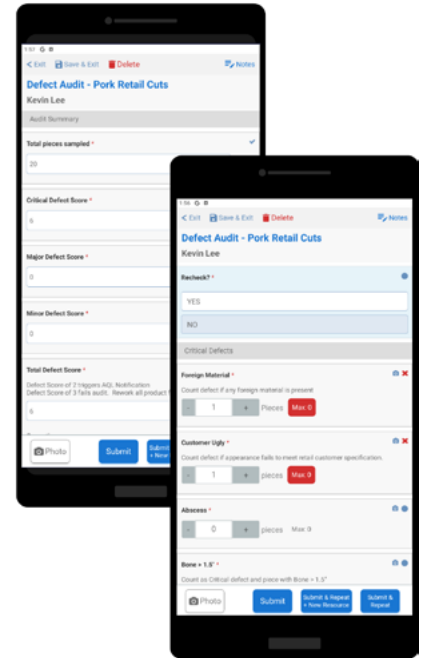 1:57
< Exit Save & Exit Delete Notes
Defect Audit - Pork Retail Cuts
Kevin Lee
Audit Summary
Total pieces sampled *
20
Critical Defect Score *
6
Major Defect Score *
0
Minor Defect Score *
0
Total Defect Score *
Defect Score of 2 triggers AQL Notification
Defect Score of 3 fails audit. Rework all product
6
Photo Submit Submit
+ New
1:56
< Exit Save & Exit Delete Notes
Defect Audit - Pork Retail Cuts
Kevin Lee
Recheck? *
YES
NO
Critical Defects
Foreign Material *
Count defect if any foreign material is present
- 1 + Pieces Max: 0
Customer Ugly *
Count defect if appearance fails to meet retail customer specification.
- 1 + pieces Max: 0
Abscess *
- 0 + pieces Max: 0
Bone > 1.5" *
Count as Critical defect and piece with Bone > 1.5"
Photo Submit Submit & Repeat
+ New Resource Submit &
Repeat